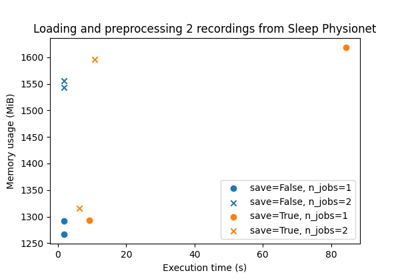 Loading and preprocessing 2 recordings from Sleep Physionet
1600
1550
1500
1450
1400
1350
1300
1250
Memory usage (MiB)
save=False, n_jobs=1
save=False, n_jobs=2
save=True, n_jobs=1
save=True, n_jobs=2
0 20 40 60 80
Execution time (s)